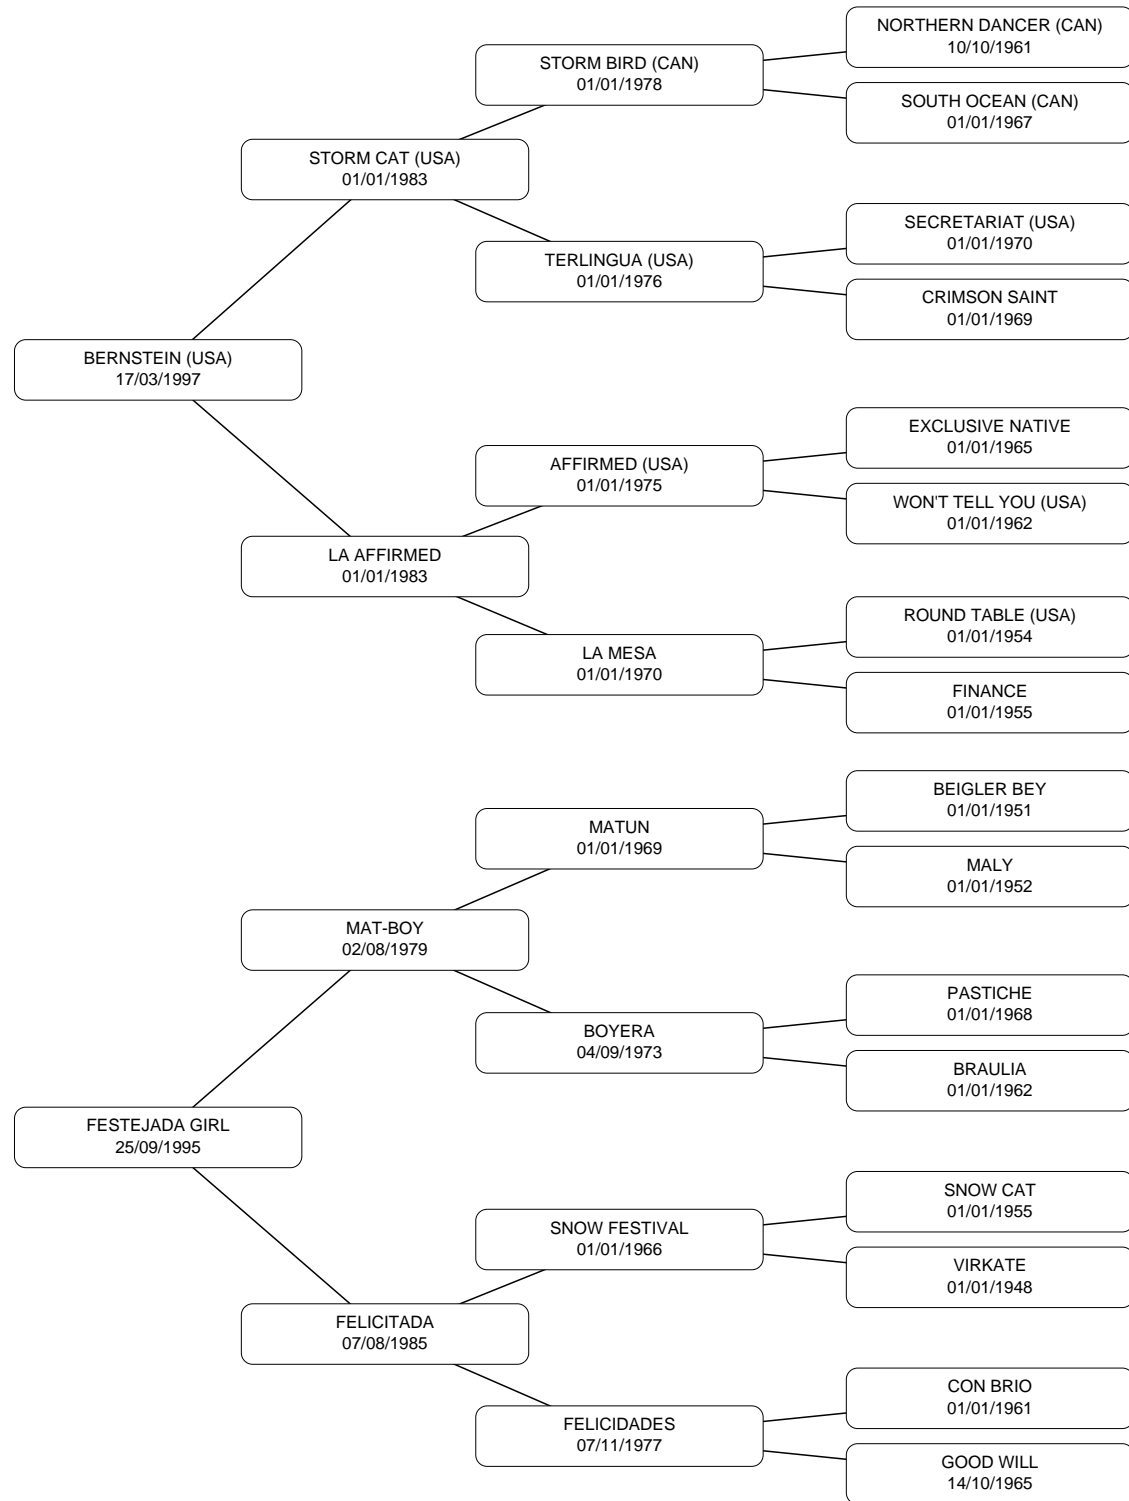 NORTHERN DANCER (CAN)
10/10/1961
STORM BIRD (CAN)
01/01/1978
SOUTH OCEAN (CAN)
01/01/1967
STORM CAT (USA)
01/01/1983
SECRETARIAT (USA)
01/01/1970
TERLINGUA (USA)
01/01/1976
CRIMSON SAINT
01/01/1969
BERNSTEIN (USA)
17/03/1997
EXCLUSIVE NATIVE
01/01/1965
AFFIRMED (USA)
01/01/1975
WON'T TELL YOU (USA)
01/01/1962
LA AFFIRMED
01/01/1983
ROUND TABLE (USA)
01/01/1954
LA MESA
01/01/1970
FINANCE
01/01/1955
BEIGLER BEY
01/01/1951
MATUN
01/01/1969
MALY
01/01/1952
MAT-BOY
02/08/1979
PASTICHE
01/01/1968
BOYERA
04/09/1973
BRAULIA
01/01/1962
FESTEJADA GIRL
25/09/1995
SNOW CAT
01/01/1955
SNOW FESTIVAL
01/01/1966
VIRKATE
01/01/1948
FELICITADA
07/08/1985
CON BRIO
01/01/1961
FELICIDADES
07/11/1977
GOOD WILL
14/10/1965